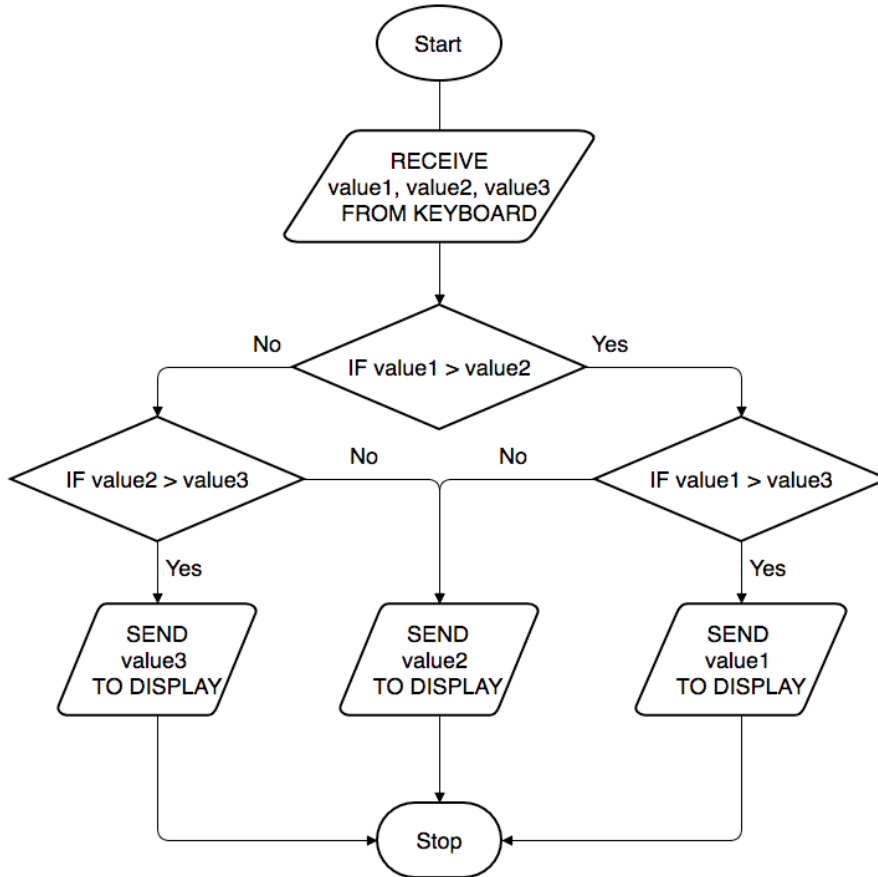 Start
RECEIVE
value1, value2, value3
FROM KEYBOARD
No
Yes
IF value1 > value2
No
No
IF value2 > value3
IF value1 > value3
Yes
Yes
SEND
value3
TO DISPLAY
SEND
value2
TO DISPLAY
SEND
value1
TO DISPLAY
Stop